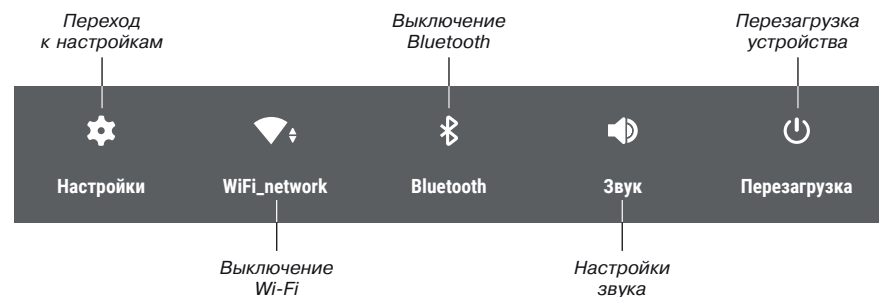 Переход
к настройкам
Выключение
Bluetooth
Перезагрузка
устройства
Настройки
WiFi_network
Bluetooth
Звук
Перезагрузка
Выключение
Wi-Fi
Настройки
звука